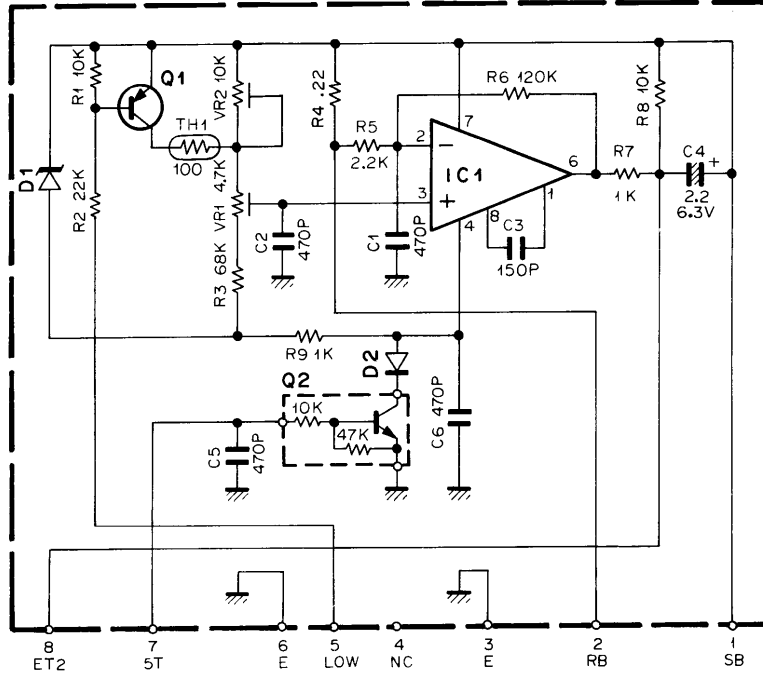 R1 10K
Q1
VR2 10K
R4 .22
R6 120K
R8 10K
TH1
100
R5
2.2K
2
7
−
IC1
6
R7
1K
C4
+
2.2
6.3V
D1
R2 22K
VR1 4.7K
3
+
4
8
1
C3
150P
C2
470P
C1
470P
R3 68K
R9 1K
D2
Q2
10K
47K
C5
470P
C6 470P
8
7
6
5
4
3
2
1
ET2
5T
E
LOW
NC
E
RB
SB